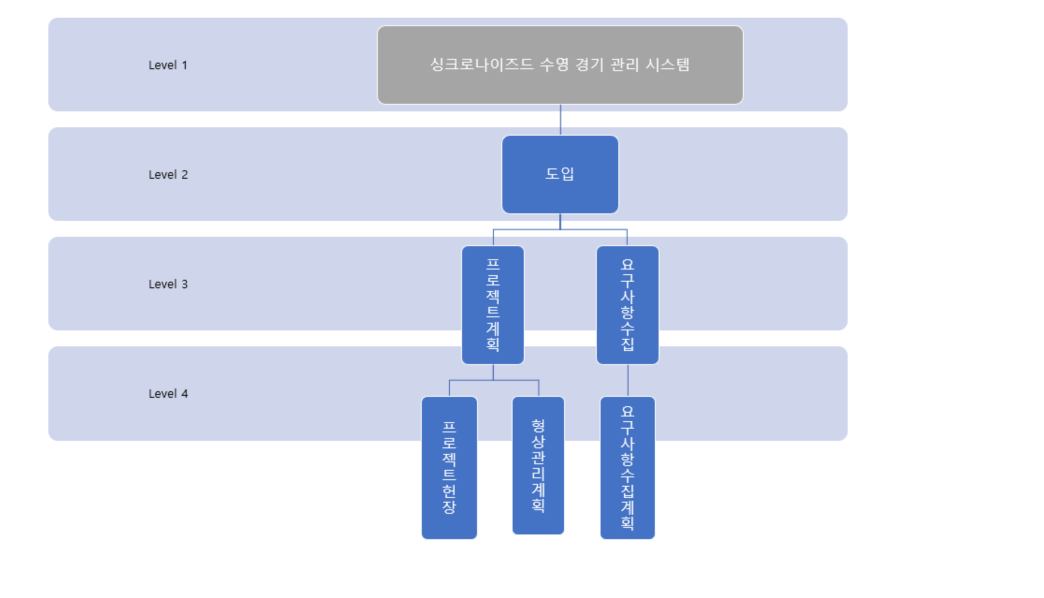 Level 1
싱크로나이즈드 수영 경기 관리 시스템
Level 2
도입
Level 3
프로젝트계획
요구사항수집
Level 4
프로젝트헌장
형상관리계획
요구사항수집계획